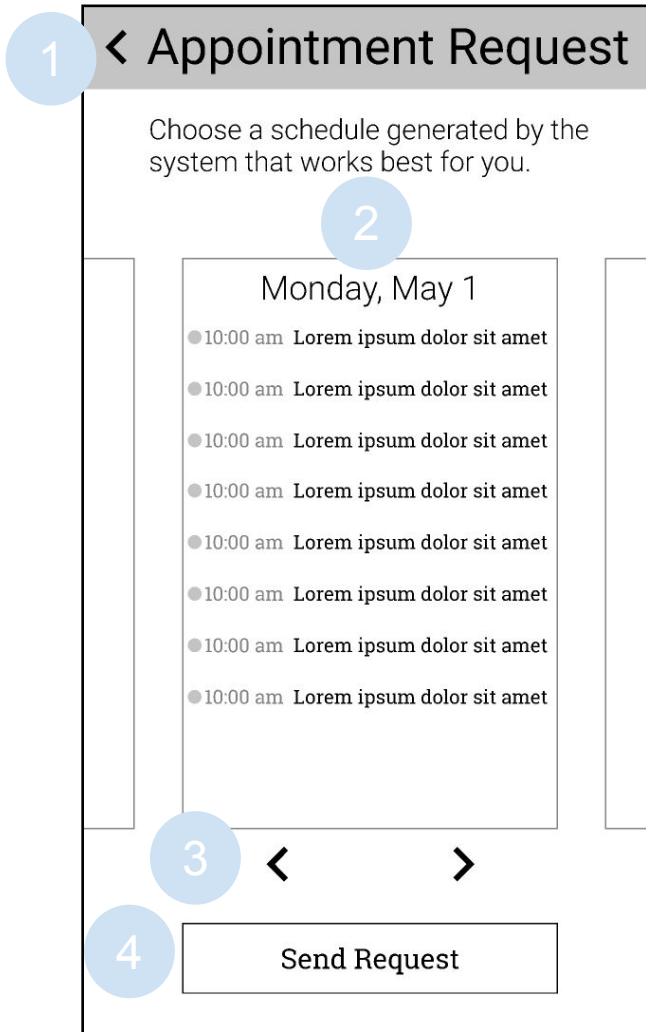 1
Appointment Request
Choose a schedule generated by the
system that works best for you.
2
Monday, May 1
10:00 am Lorem ipsum dolor sit amet
10:00 am Lorem ipsum dolor sit amet
10:00 am Lorem ipsum dolor sit amet
10:00 am Lorem ipsum dolor sit amet
10:00 am Lorem ipsum dolor sit amet
10:00 am Lorem ipsum dolor sit amet
10:00 am Lorem ipsum dolor sit amet
10:00 am Lorem ipsum dolor sit amet
3
4
Send Request